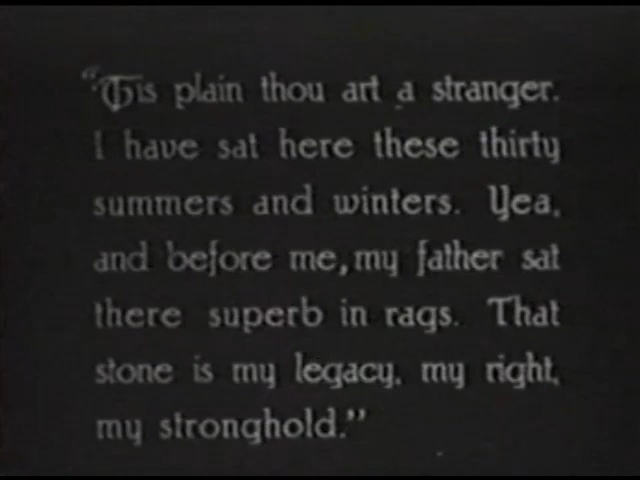 "'Tis plain thou art a stranger.
I have sat here these thirty
summers and winters. Yea,
and before me, my father sat
there superb in rags. That
stone is my legacy, my right,
my stronghold."